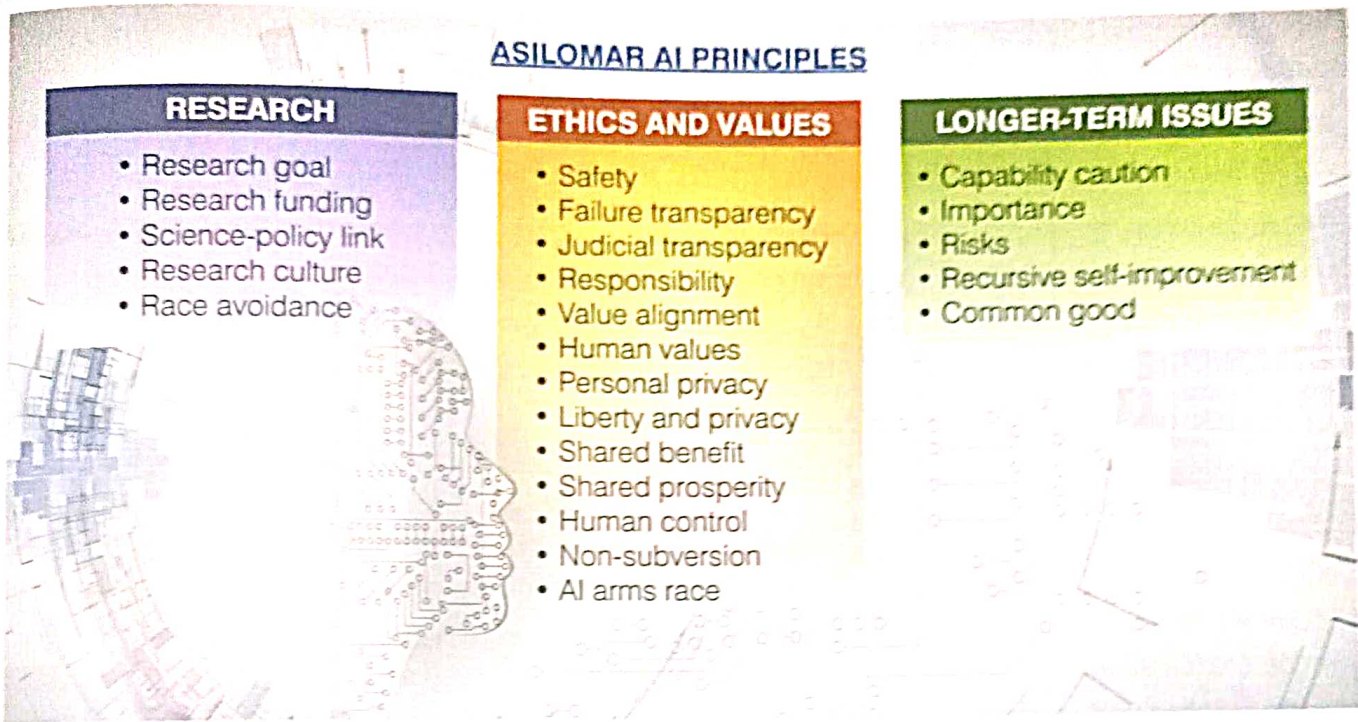 ASILOMAR AI PRINCIPLES
RESEARCH
• Research goal
• Research funding
• Science-policy link
• Research culture
• Race avoidance
ETHICS AND VALUES
• Safety
• Failure transparency
• Judicial transparency
• Responsibility
• Value alignment
• Human values
• Personal privacy
• Liberty and privacy
• Shared benefit
• Shared prosperity
• Human control
• Non-subversion
• AI arms race
LONGER-TERM ISSUES
• Capability caution
• Importance
• Risks
• Recursive self-improvement
• Common good